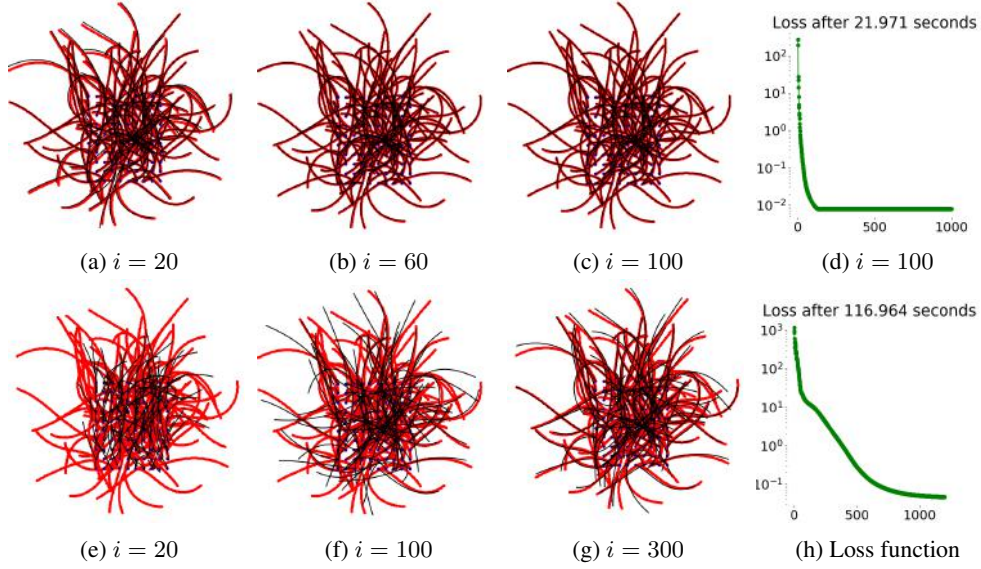 Loss after 21.971 seconds
10²
10¹
10⁰
10⁻¹
10⁻²
0 500 1000
(a) i = 20 (b) i = 60 (c) i = 100 (d) i = 100
Loss after 116.964 seconds
10³
10²
10¹
10⁰
10⁻¹
0 500 1000
(e) i = 20 (f) i = 100 (g) i = 300 (h) Loss function